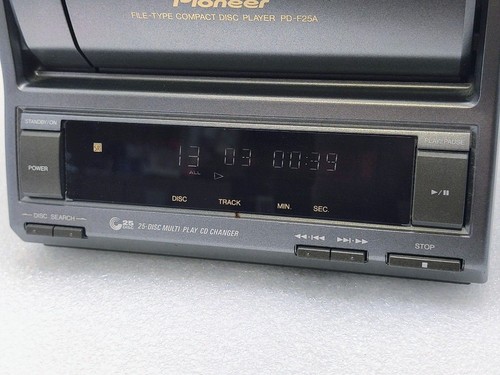 Pioneer
FILE-TYPE COMPACT DISC PLAYER PD-F25A
STANDBY/ON
PLAY/PAUSE
POWER
13 03 00:39
ALL
DISC TRACK MIN. SEC.
DISC SEARCH
25 DISC
25-DISC MULTI PLAY CD CHANGER
STOP